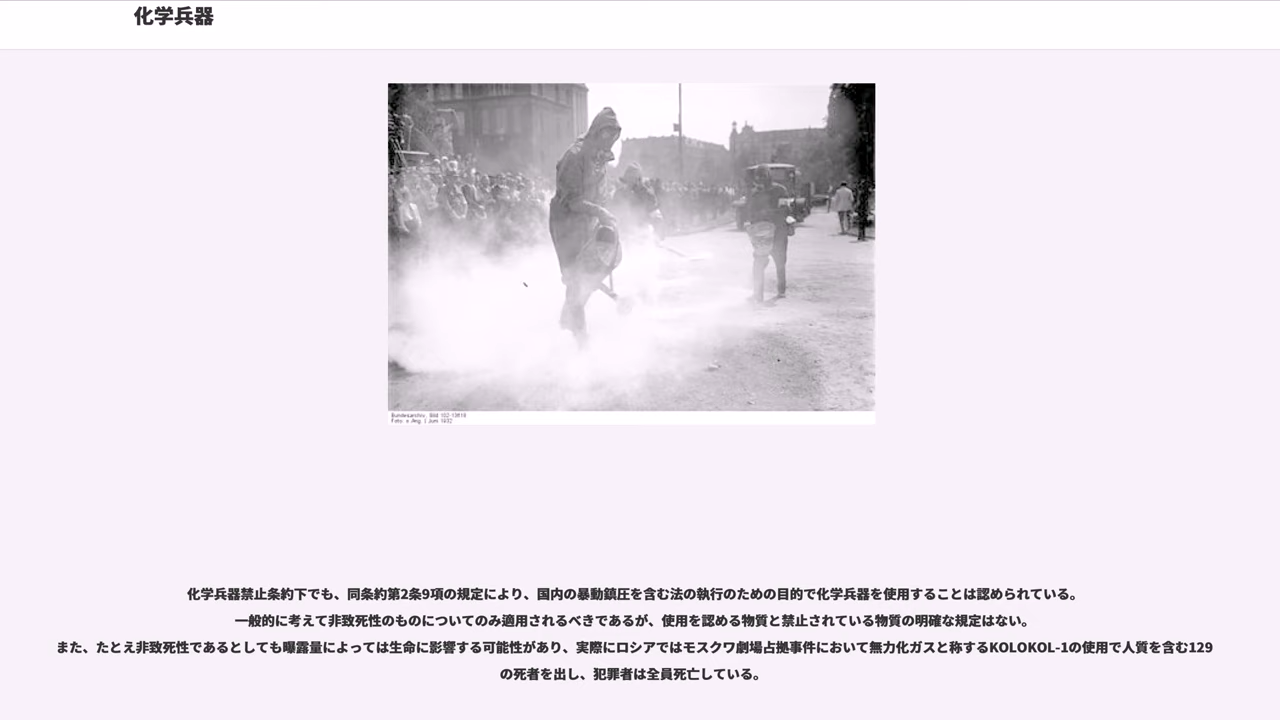 化学兵器
Bundesarchiv, Bild 102-13618
Foto: o.Ang. | Juni 1932
化学兵器禁止条約下でも、同条約第2条9項の規定により、国内の暴動鎮圧を含む法の執行のための目的で化学兵器を使用することは認められている。
一般的に考えて非致死性のものについてのみ適用されるべきであるが、使用を認める物質と禁止されている物質の明確な規定はない。
また、たとえ非致死性であるとしても曝露量によっては生命に影響する可能性があり、実際にロシアではモスクワ劇場占拠事件において無力化ガスと称するKOLOKOL-1の使用で人質を含む129
の死者を出し、犯罪者は全員死亡している。